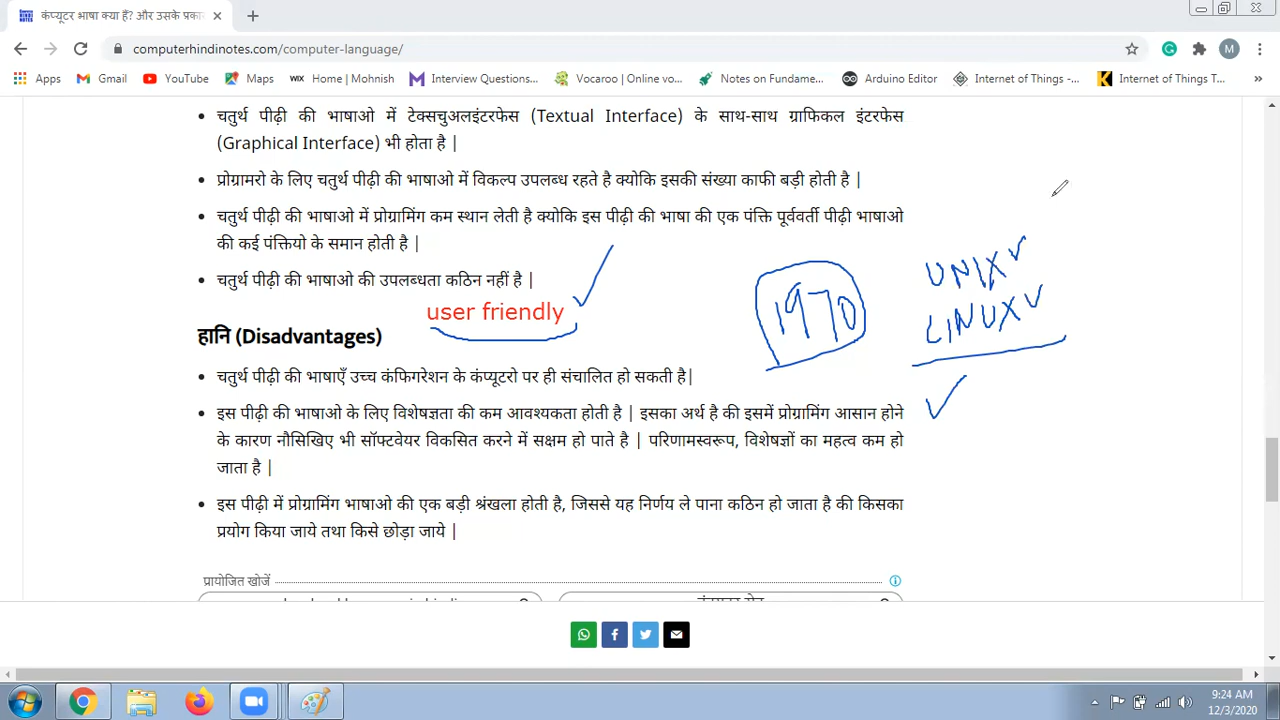 कंप्यूटर भाषा क्या हैं? और उसके प्रका
computerhindinotes.com/computer-language/
M
Apps Gmail YouTube Maps WIX Home | Mohnish Interview Questions... Vocaroo | Online vo... Notes on Fundame... Arduino Editor Internet of Things -... Internet of Things T... »
चतुर्थ पीढ़ी की भाषाओ में टेक्सचुअलइंटरफेस (Textual Interface) के साथ-साथ ग्राफिकल इंटरफेस
(Graphical Interface) भी होता है |
प्रोग्रामरो के लिए चतुर्थ पीढ़ी की भाषाओ में विकल्प उपलब्ध रहते है क्योकि इसकी संख्या काफी बड़ी होती है |
चतुर्थ पीढ़ी की भाषाओ में प्रोग्रामिंग कम स्थान लेती है क्योकि इस पीढ़ी की भाषा की एक पंक्ति पूर्ववर्ती पीढ़ी भाषाओ
की कई पंक्तियो के समान होती है |
चतुर्थ पीढ़ी की भाषाओ की उपलब्धता कठिन नहीं है |
UNIX
user friendly
1970
LINUX
हानि (Disadvantages)
चतुर्थ पीढ़ी की भाषाएँ उच्च कंफिगरेशन के कंप्यूटरो पर ही संचालित हो सकती है|
इस पीढ़ी की भाषाओ के लिए विशेषज्ञता की कम आवश्यकता होती है | इसका अर्थ है की इसमें प्रोग्रामिंग आसान होने
के कारण नौसिखिए भी सॉफ्टवेयर विकसित करने में सक्षम हो पाते है | परिणामस्वरूप, विशेषज्ञों का महत्व कम हो
जाता है |
इस पीढ़ी में प्रोग्रामिंग भाषाओ की एक बड़ी श्रंखला होती है, जिससे यह निर्णय ले पाना कठिन हो जाता है की किसका
प्रयोग किया जाये तथा किसे छोड़ा जाये |
प्रायोजित खोजें
9:24 AM
12/3/2020